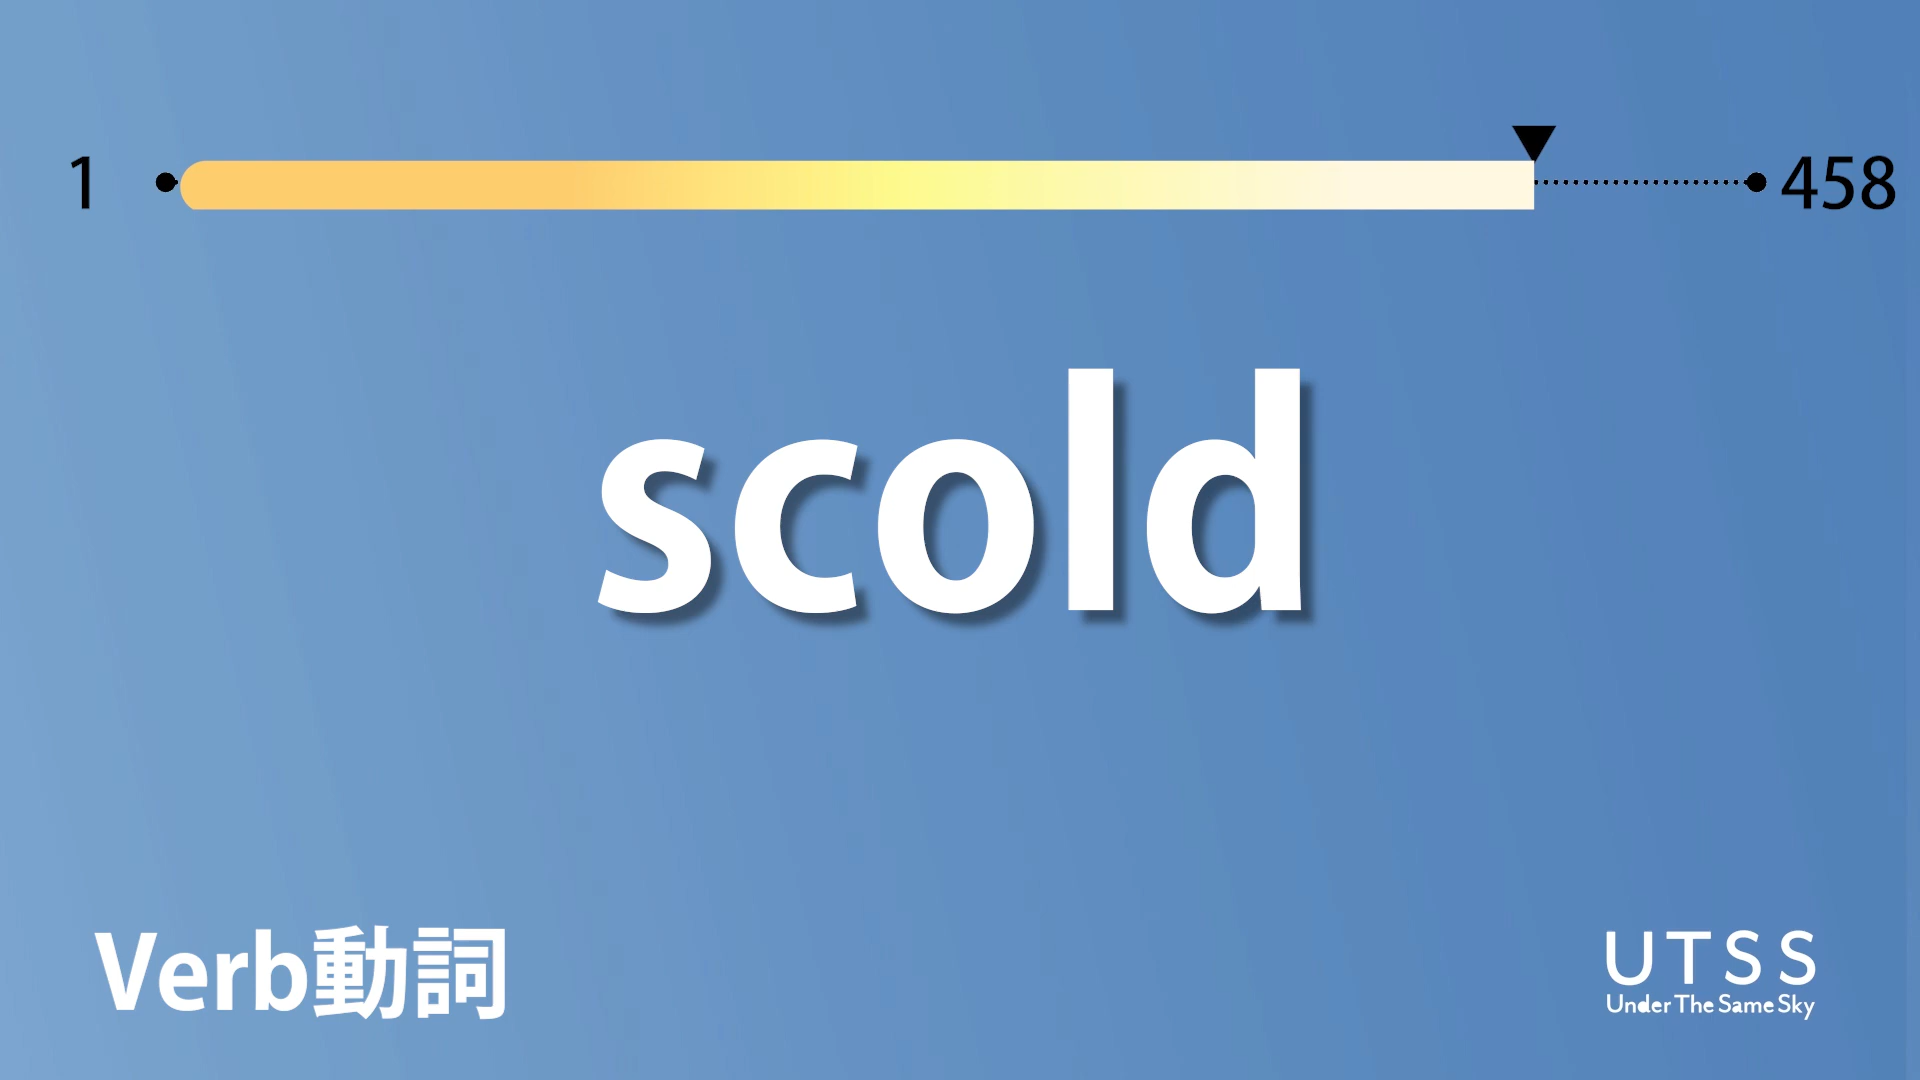 1 458
scold
Verb動詞
UTSS
Under The Same Sky